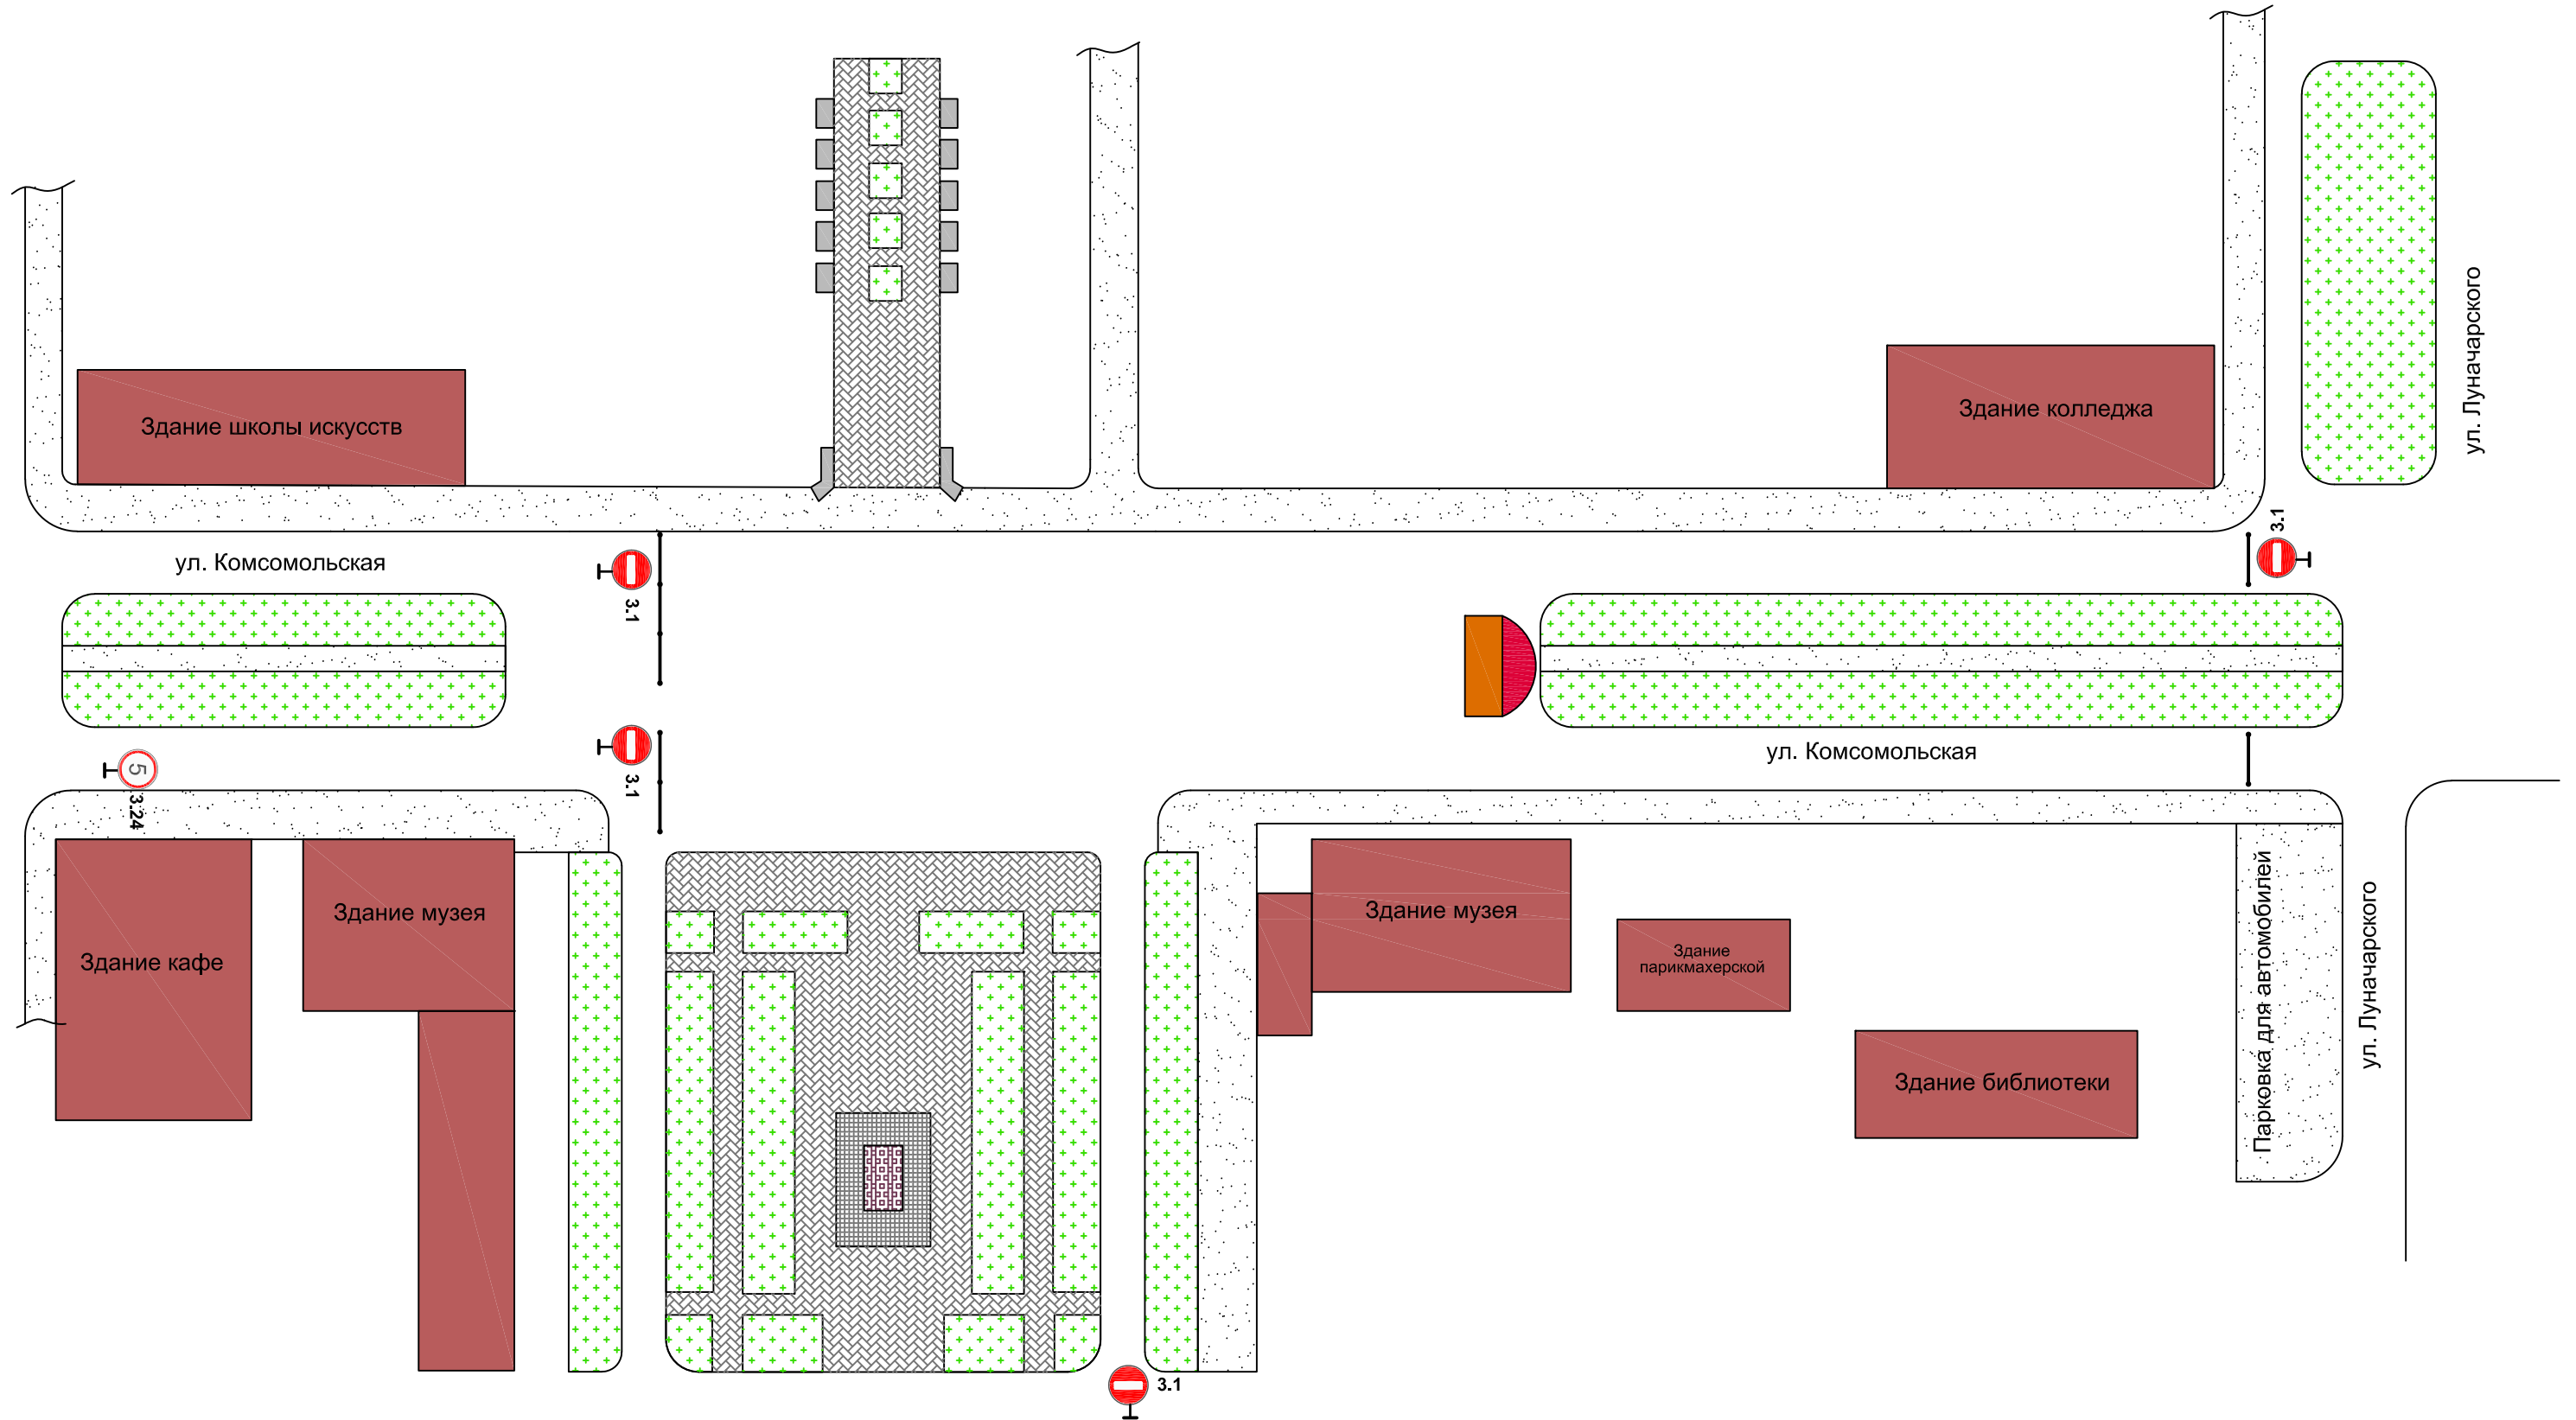 ул. Луначарского
Здание школы искусств
Здание колледжа
3.1
ул. Комсомольская
3.1
ул. Комсомольская
3.1
5
3.24
Здание музея
Здание кафе
Здание музея
Здание
парикмахерской
Здание библиотеки
Парковка для автомобилей
ул. Луначарского
3.1